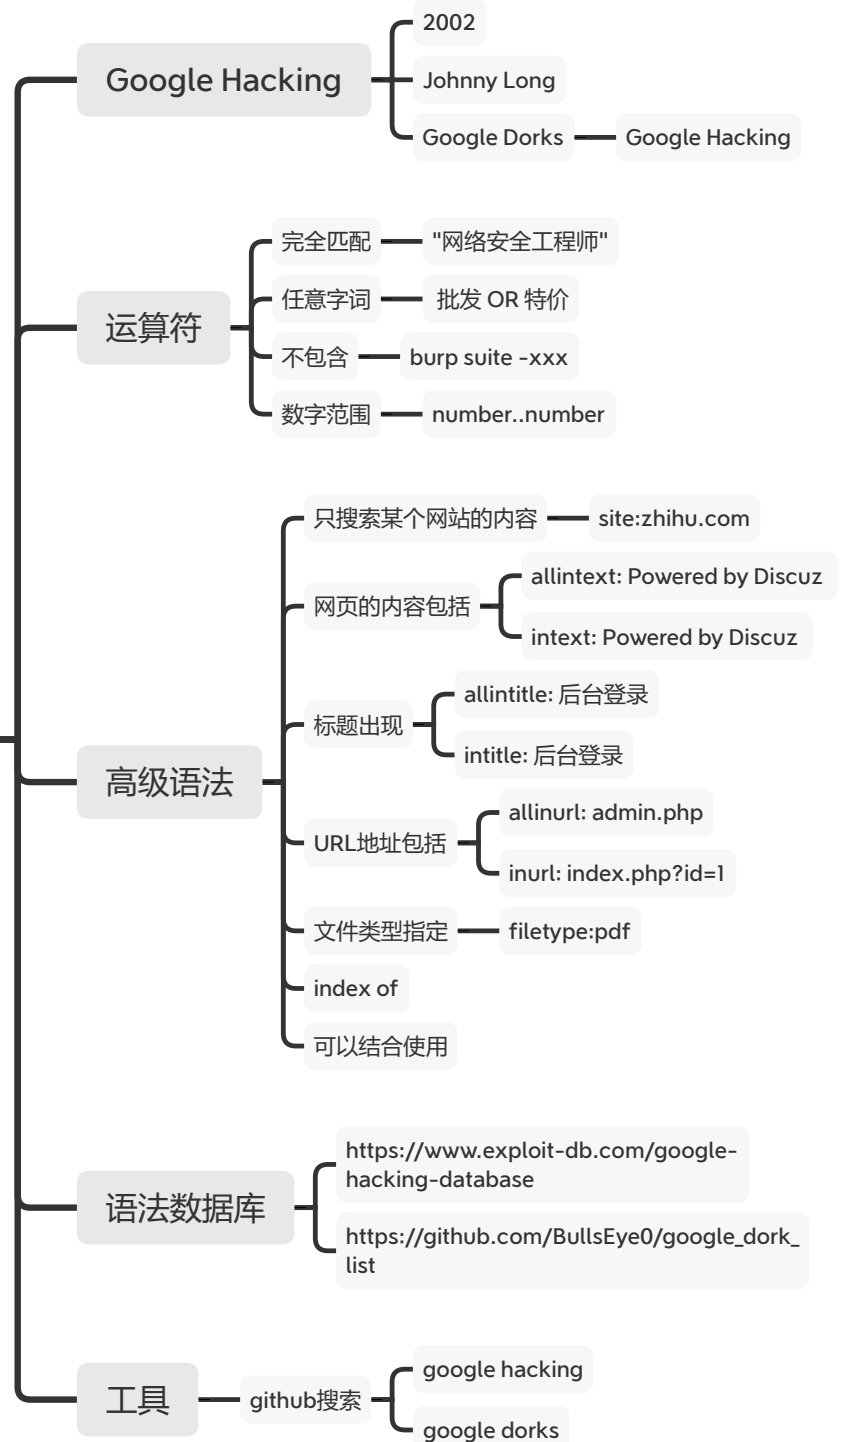 Google Hacking
2002
Johnny Long
Google Dorks
Google Hacking
运算符
完全匹配
"网络安全工程师"
任意字词
批发 OR 特价
不包含
burp suite -xxx
数字范围
number..number
高级语法
只搜索某个网站的内容
site:zhihu.com
网页的内容包括
allintext: Powered by Discuz
intext: Powered by Discuz
标题出现
allintitle: 后台登录
intitle: 后台登录
URL地址包括
allinurl: admin.php
inurl: index.php?id=1
文件类型指定
filetype:pdf
index of
可以结合使用
语法数据库
https://www.exploit-db.com/google-
hacking-database
https://github.com/BullsEye0/google_dork_
list
工具
github搜索
google hacking
google dorks